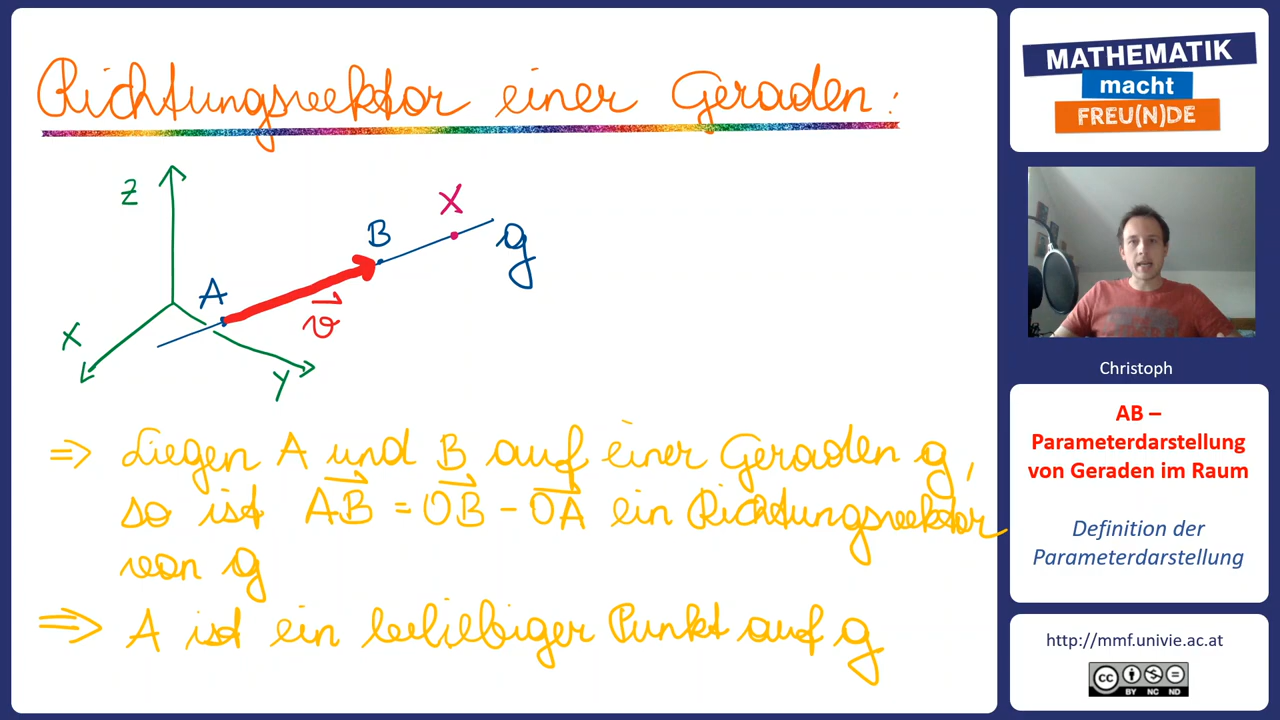 Richtungsvektor einer Geraden:
Z
X
Y
A
B
X
g
v
⇒ Liegen A und B auf einer Geraden g,
so ist AB = OB - OA ein Richtungsvektor
von g
⇒ A ist ein beliebiger Punkt auf g
MATHEMATIK
macht
FREU(N)DE
Christoph
AB –
Parameterdarstellung
von Geraden im Raum
Definition der
Parameterdarstellung
http://mmf.univie.ac.at
cc
BY NC ND